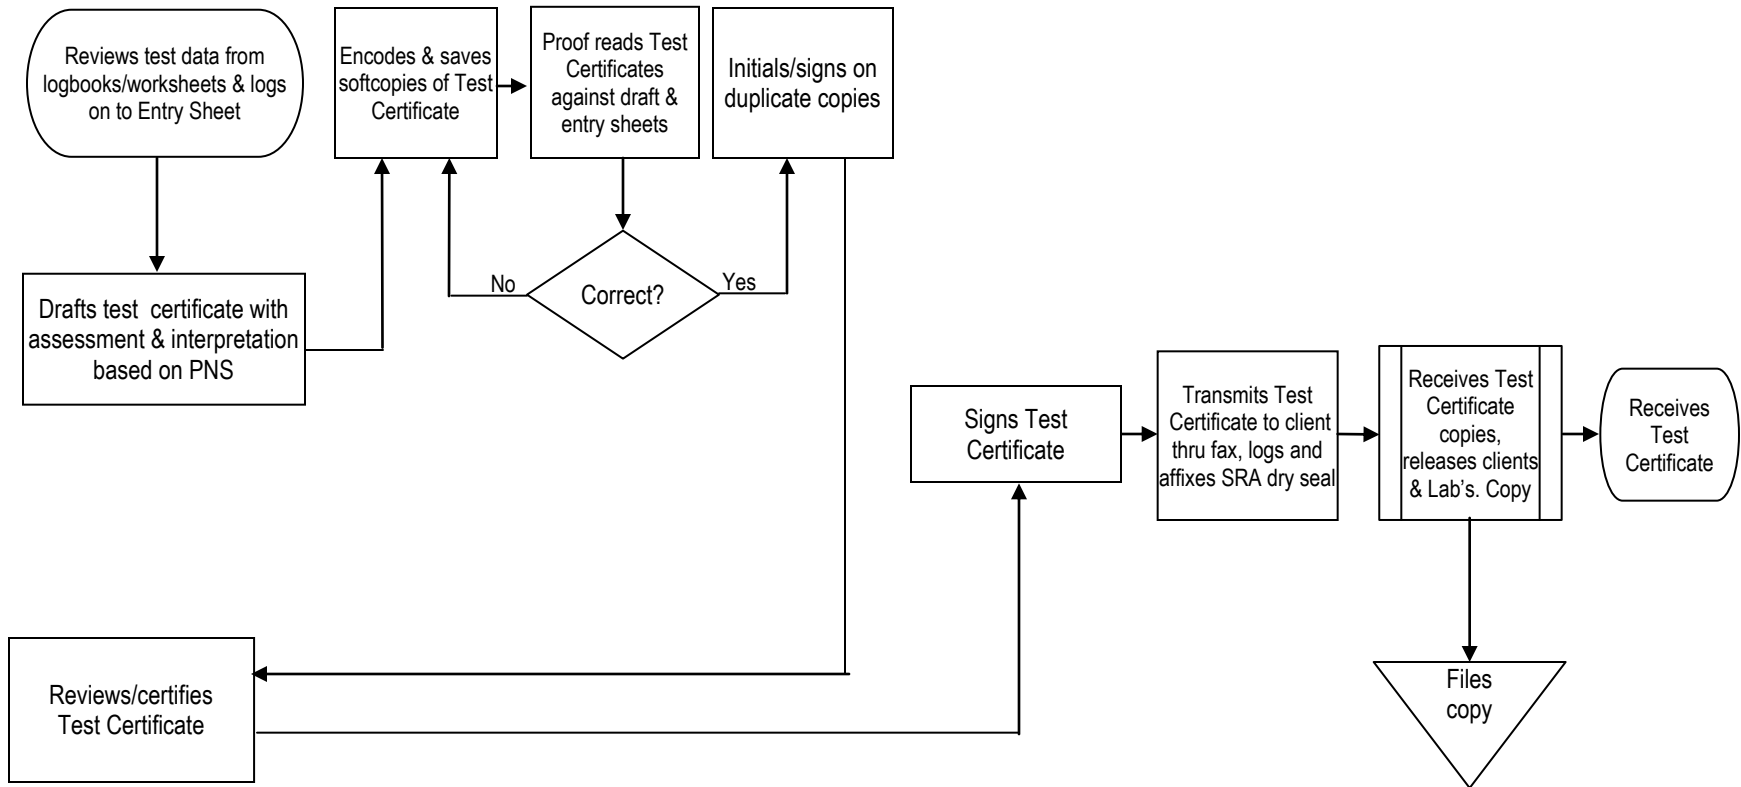 Reviews test data from
logbooks/worksheets & logs
on to Entry Sheet
Drafts test certificate with
assessment & interpretation
based on PNS
Encodes & saves
softcopies of Test
Certificate
Proof reads Test
Certificates
against draft &
entry sheets
Correct?
No
Yes
Initials/signs on
duplicate copies
Reviews/certifies
Test Certificate
Signs Test
Certificate
Transmits Test
Certificate to client
thru fax, logs and
affixes SRA dry seal
Receives Test
Certificate
copies,
releases clients
& Lab's. Copy
Receives
Test
Certificate
Files
copy